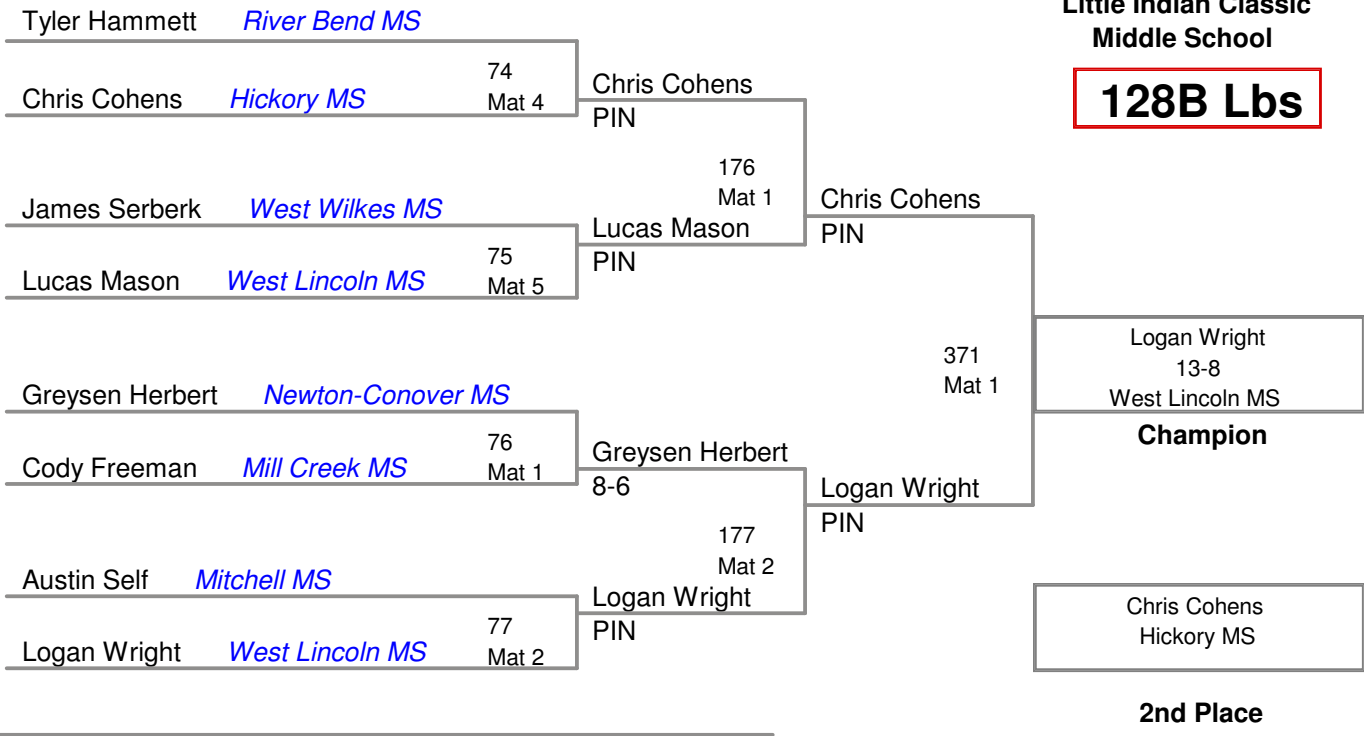 Little Indian Classic
Middle School
128B Lbs
Tyler Hammett River Bend MS
74
Chris Cohens Hickory MS Mat 4
Chris Cohens
PIN
176
Mat 1
James Serberk West Wilkes MS
75
Lucas Mason West Lincoln MS Mat 5
Lucas Mason
PIN
Chris Cohens
PIN
371
Mat 1
Greysen Herbert Newton-Conover MS
76
Cody Freeman Mill Creek MS Mat 1
Greysen Herbert
8-6
177
Mat 2
Austin Self Mitchell MS
77
Logan Wright West Lincoln MS Mat 2
Logan Wright
PIN
Logan Wright
PIN
Logan Wright
13-8
West Lincoln MS
Champion
Chris Cohens
Hickory MS
2nd Place